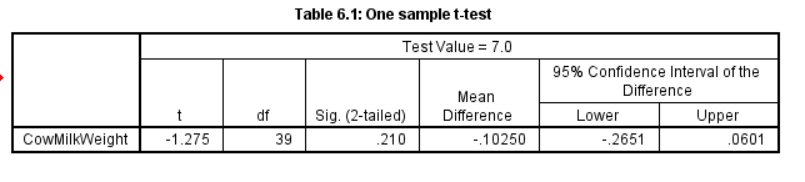 Table 6.1: One sample t-test
Test Value = 7.0
t df Sig. (2-tailed) Mean Difference 95% Confidence Interval of the Difference
Lower Upper
CowMilkWeight -1.275 39 .210 -.10250 -.2651 .0601